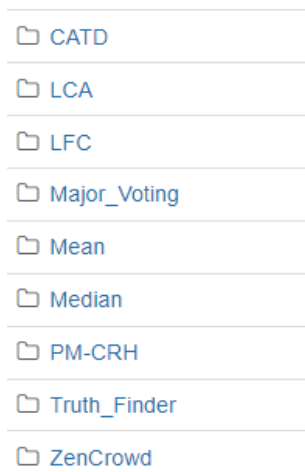 CATD
LCA
LFC
Major_Voting
Mean
Median
PM-CRH
Truth_Finder
ZenCrowd